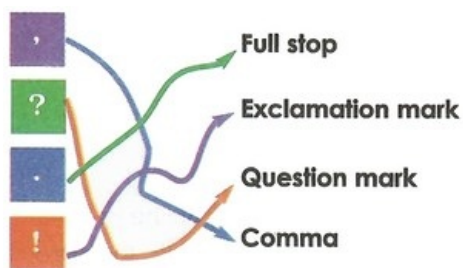 ,
?
.
!
Full stop
Exclamation mark
Question mark
Comma